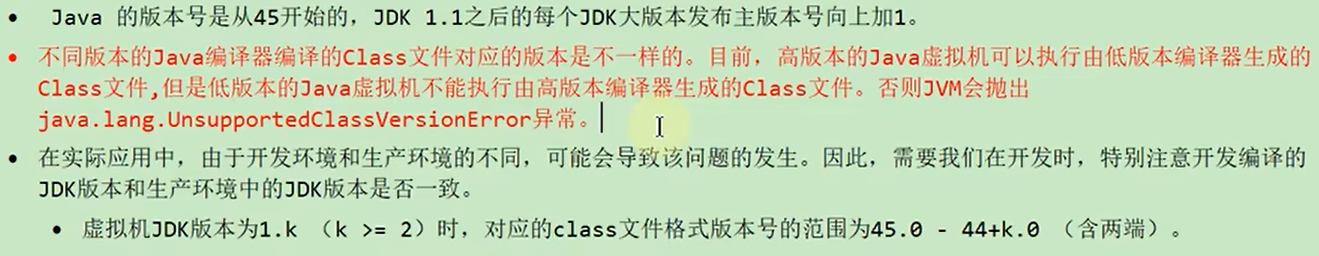 • Java 的版本号是从45开始的，JDK 1.1之后的每个JDK大版本发布主版本号向上加1。
• 不同版本的Java编译器编译的Class文件对应的版本是不一样的。目前，高版本的Java虚拟机可以执行由低版本编译器生成的
Class文件,但是低版本的Java虚拟机不能执行由高版本编译器生成的Class文件。否则JVM会抛出
java.lang.UnsupportedClassVersionError异常。
• 在实际应用中，由于开发环境和生产环境的不同，可能会导致该问题的发生。因此，需要我们在开发时，特别注意开发编译的
JDK版本和生产环境中的JDK版本是否一致。
• 虚拟机JDK版本为1.k （k >= 2）时，对应的class文件格式版本号的范围为45.0 - 44+k.0 （含两端）。